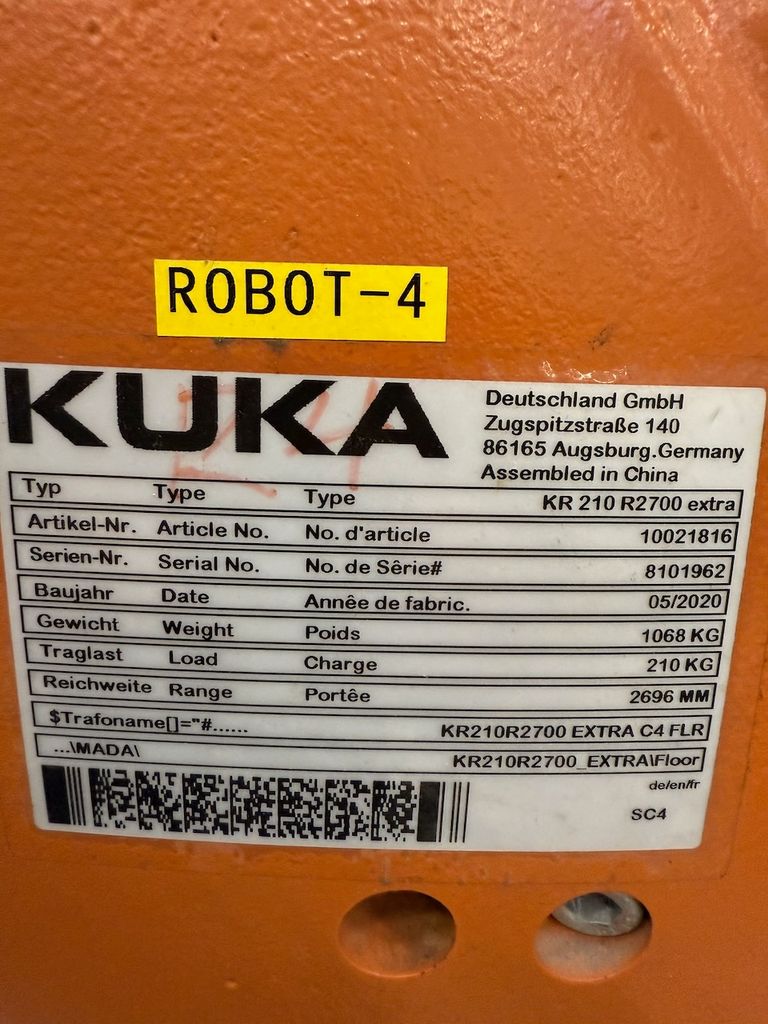 ROBOT-4
KUKA
R4
Deutschland GmbH
Zugspitzstraße 140
86165 Augsburg.Germany
Assembled in China
Typ Type Type KR 210 R2700 extra
Artikel-Nr. Article No. No. d'article 10021816
Serien-Nr. Serial No. No. de Sêrie# 8101962
Baujahr Date Annêe de fabric. 05/2020
Gewicht Weight Poids 1068 KG
Traglast Load Charge 210 KG
Reichweite Range Portêe 2696 MM
$Trafoname[]="#...... KR210R2700 EXTRA C4 FLR
...\MADA\ KR210R2700_EXTRA\Floor
de/en/fr
SC4